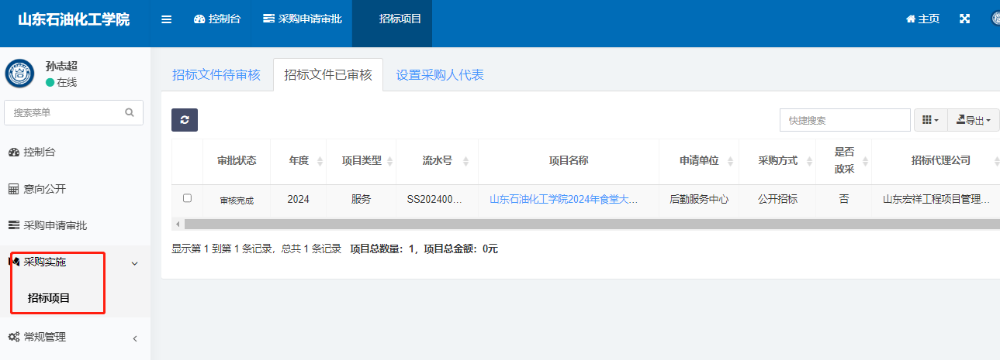 山东石油化工学院
控制台 采购申请审批 招标项目 主页
孙志超
在线
搜索菜单
控制台
意向公开
采购申请审批
采购实施
招标项目
常规管理
招标文件待审核 招标文件已审核 设置采购人代表
快捷搜索 导出
审批状态 年度 项目类型 流水号 项目名称 申请单位 采购方式 是否政采 招标代理公司
审核完成 2024 服务 SS202400... 山东石油化工学院2024年食堂大... 后勤服务中心 公开招标 否 山东宏祥工程项目管理...
显示第 1 到第 1 条记录，总共 1 条记录 项目总数量：1，项目总金额：0元